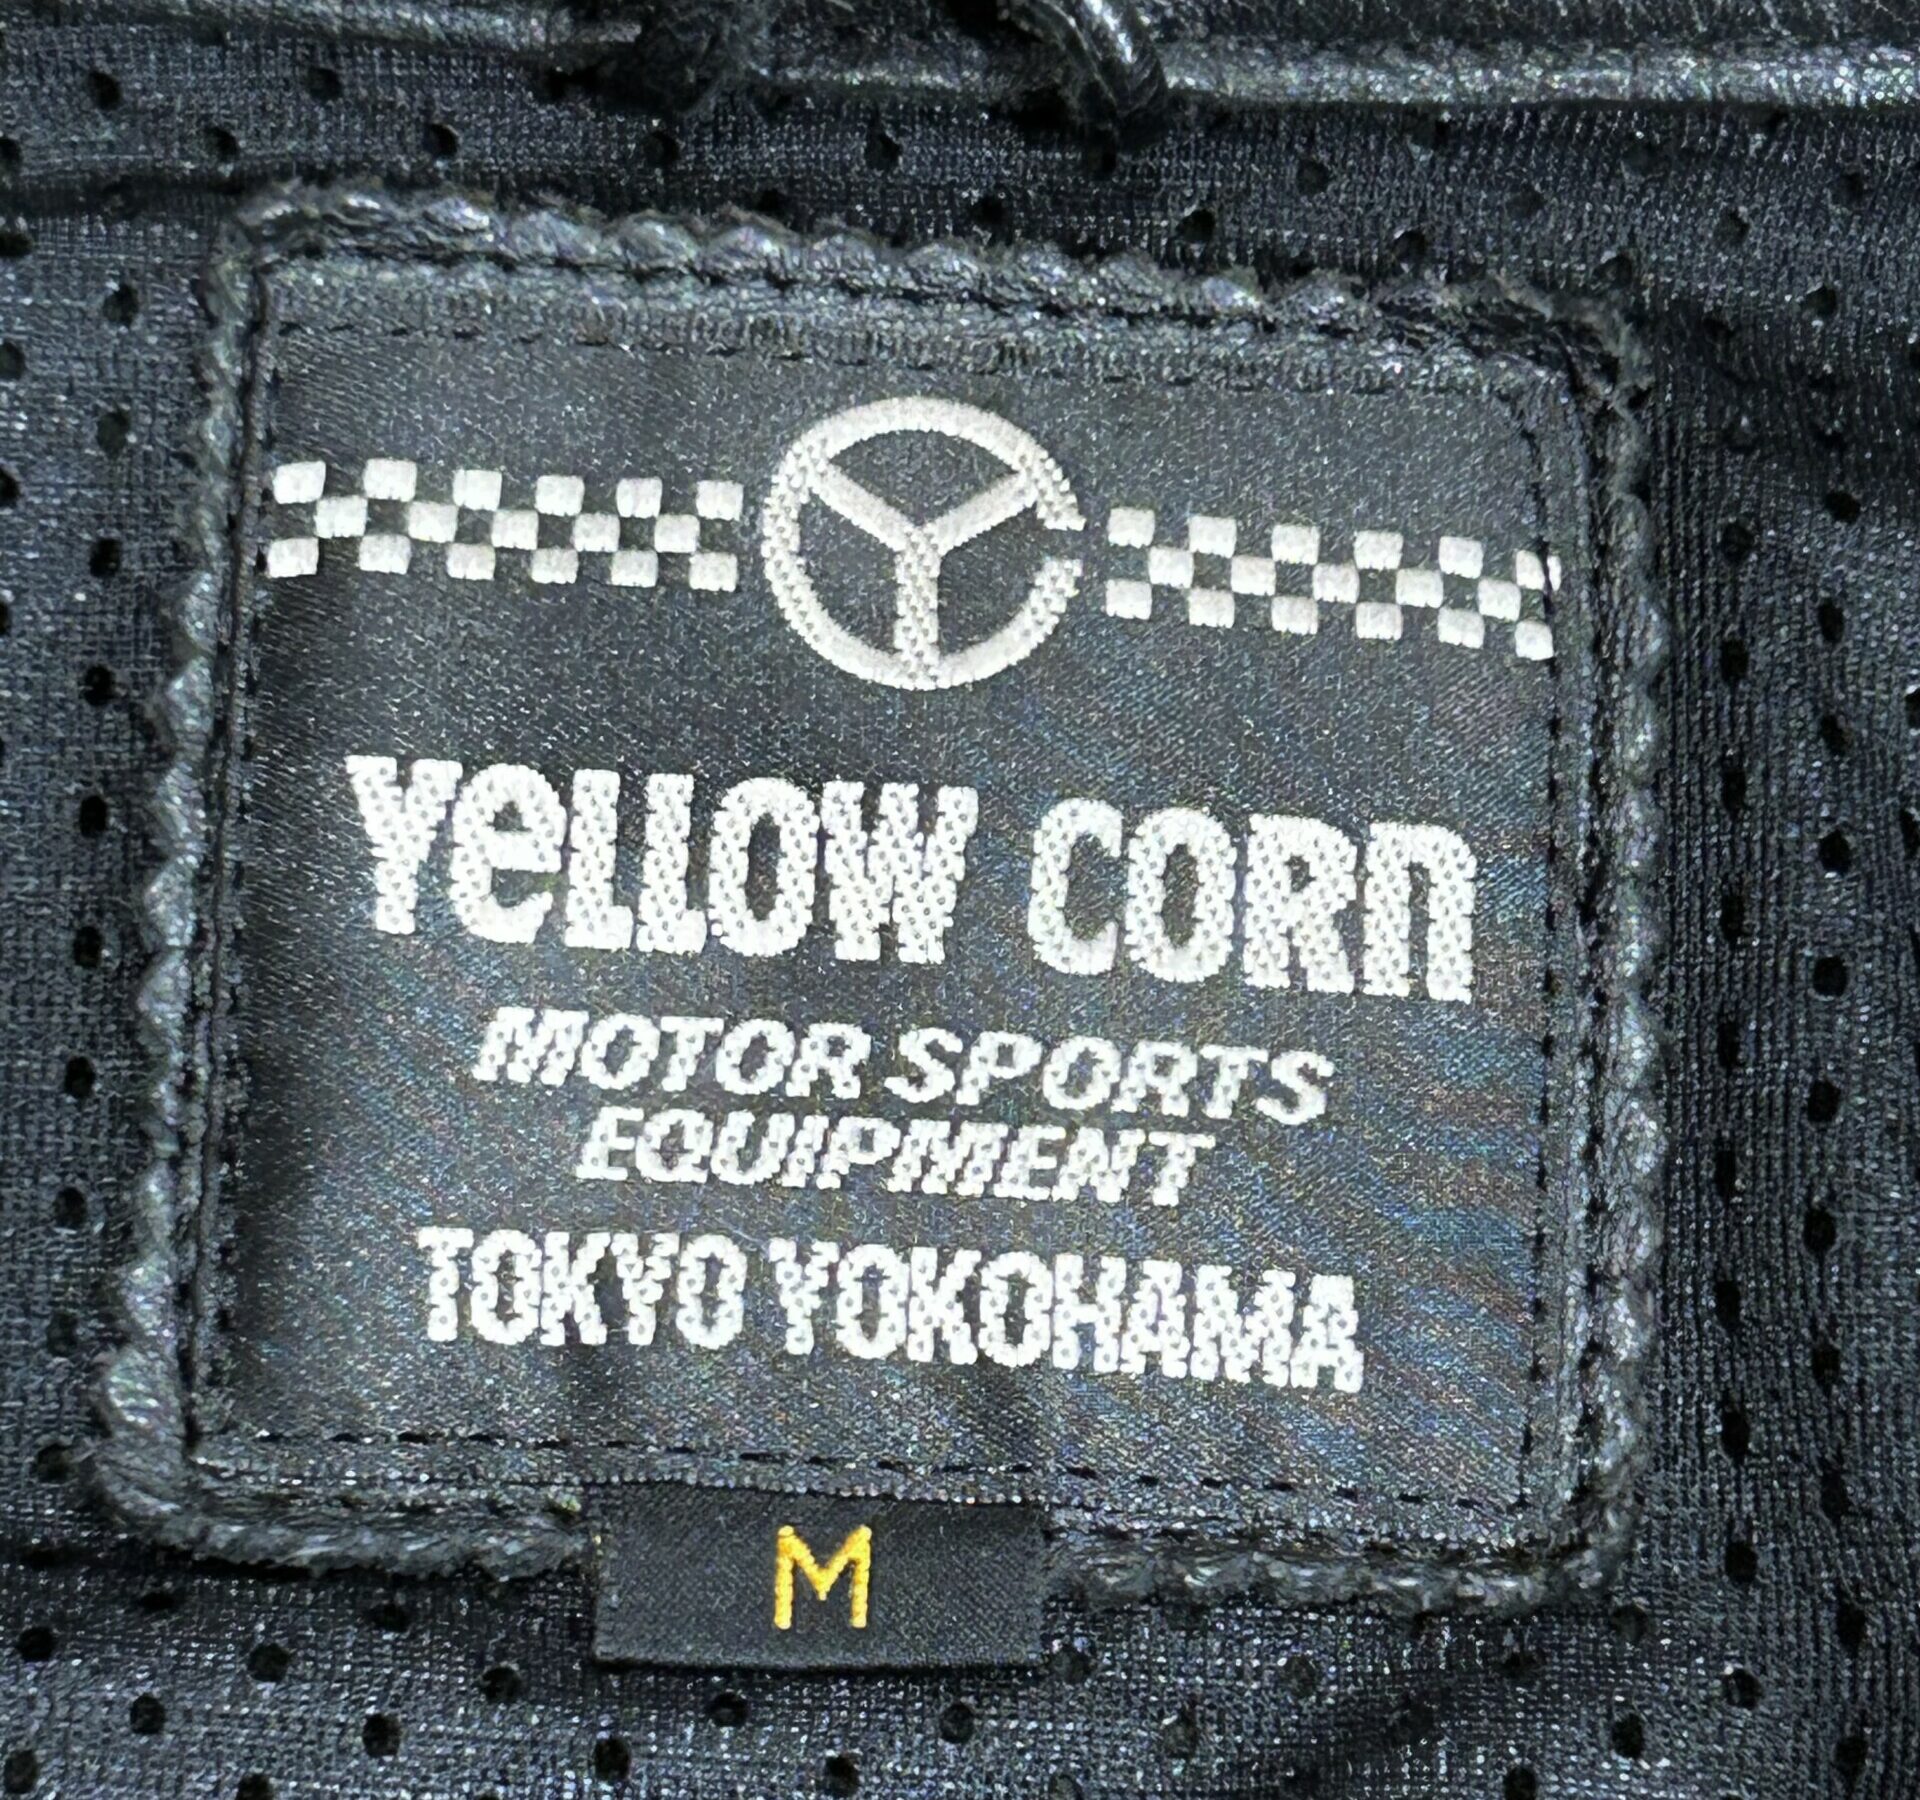 YeLLOW CORn
MOTOR SPORTS
EQUIPMENT
TOKYO YOKOHAMA
M